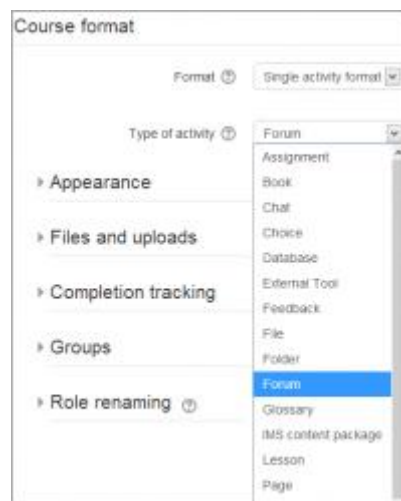 Course format
Format
Single activity format
Type of activity
Forum
Assignment
Book
Chat
Choice
Database
External Tool
Feedback
File
Folder
Forum
Glossary
IMS content package
Lesson
Page
Appearance
Files and uploads
Completion tracking
Groups
Role renaming